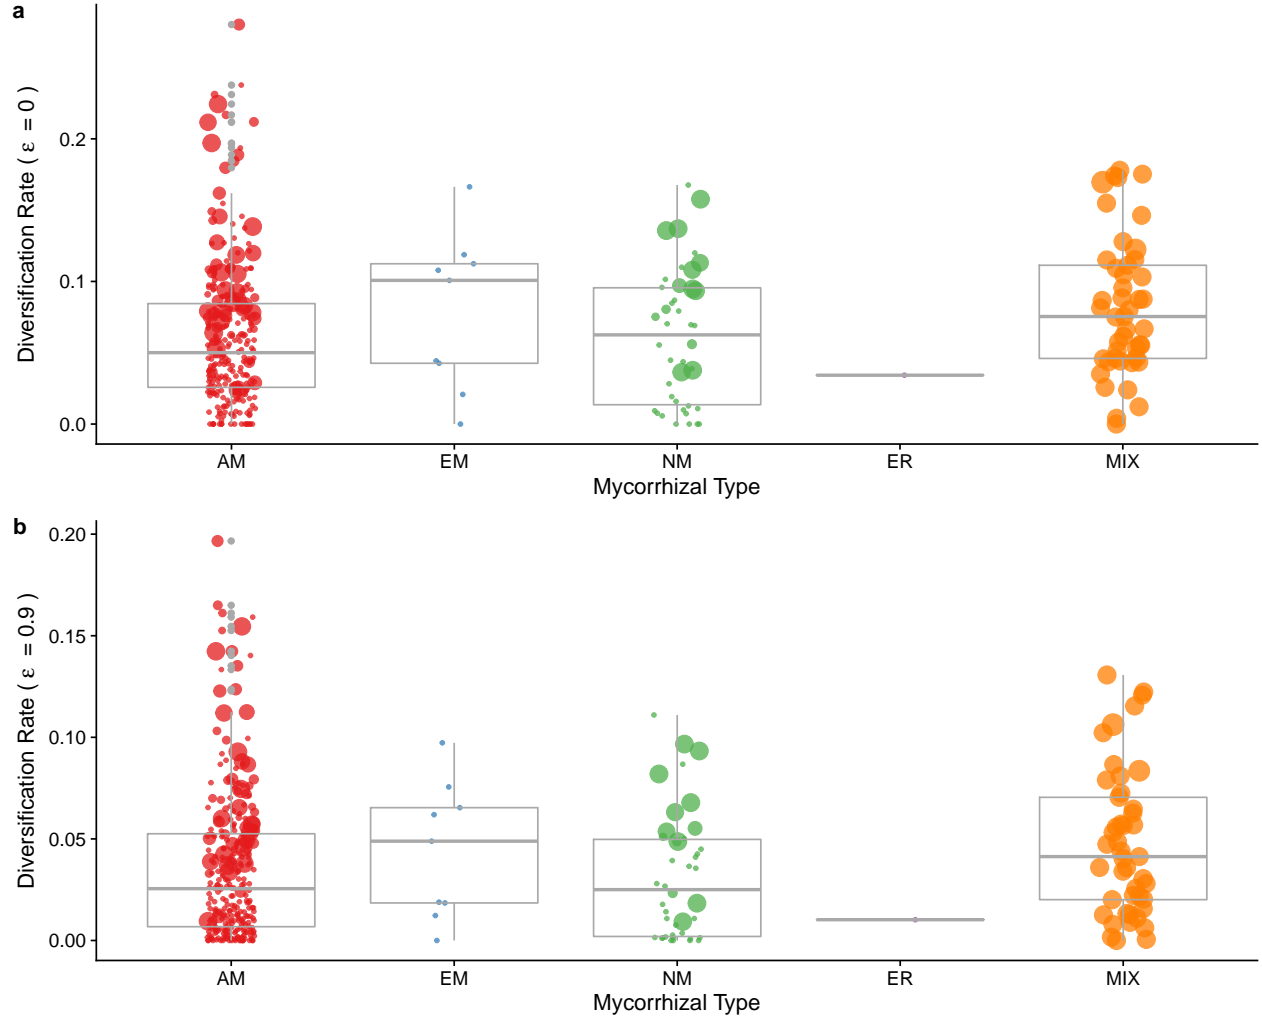 a
Diversification Rate ( ε = 0 )
0.2
0.1
0.0
AM EM NM ER MIX
Mycorrhizal Type
b
Diversification Rate ( ε = 0.9 )
0.20
0.15
0.10
0.05
0.00
AM EM NM ER MIX
Mycorrhizal Type